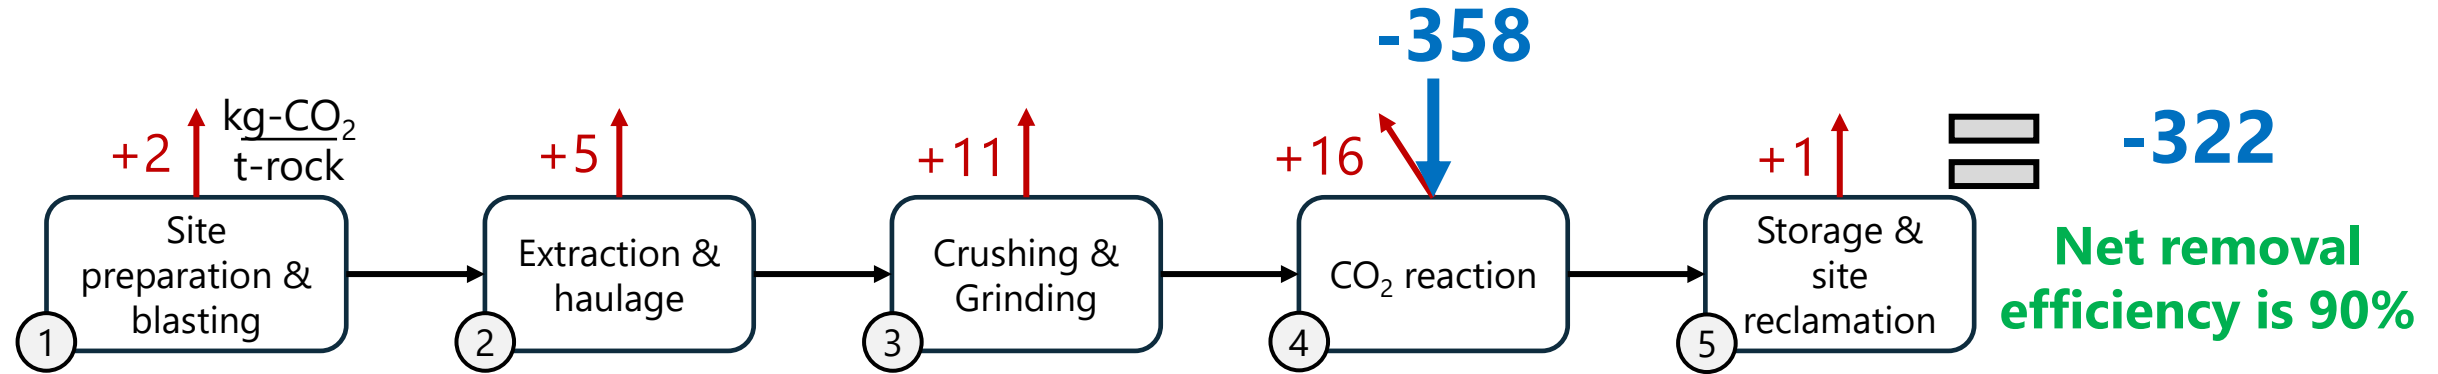 -358
+2
kg-CO₂
t-rock
+5
+11
+16
+1
-322
Site
preparation &
blasting
1
Extraction &
haulage
2
Crushing &
Grinding
3
CO₂ reaction
4
Storage &
site
reclamation
5
Net removal
efficiency is 90%